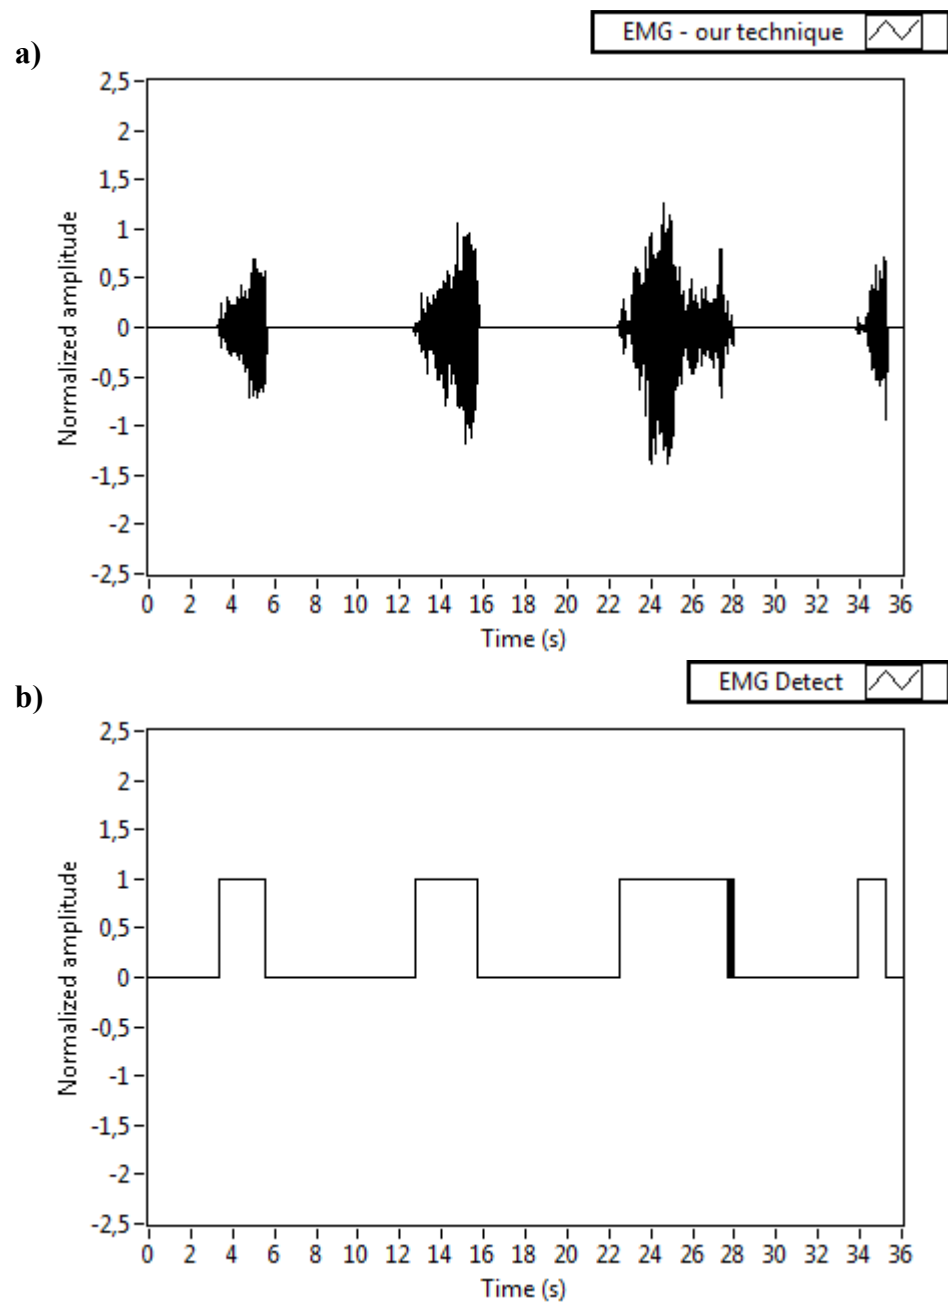 EMG - our technique
a)
2,5
2
1,5
1
0,5
0
-0,5
-1
-1,5
-2
-2,5
Normalized amplitude
0 2 4 6 8 10 12 14 16 18 20 22 24 26 28 30 32 34 36
Time (s)
EMG Detect
b)
2,5
2
1,5
1
0,5
0
-0,5
-1
-1,5
-2
-2,5
Normalized amplitude
0 2 4 6 8 10 12 14 16 18 20 22 24 26 28 30 32 34 36
Time (s)